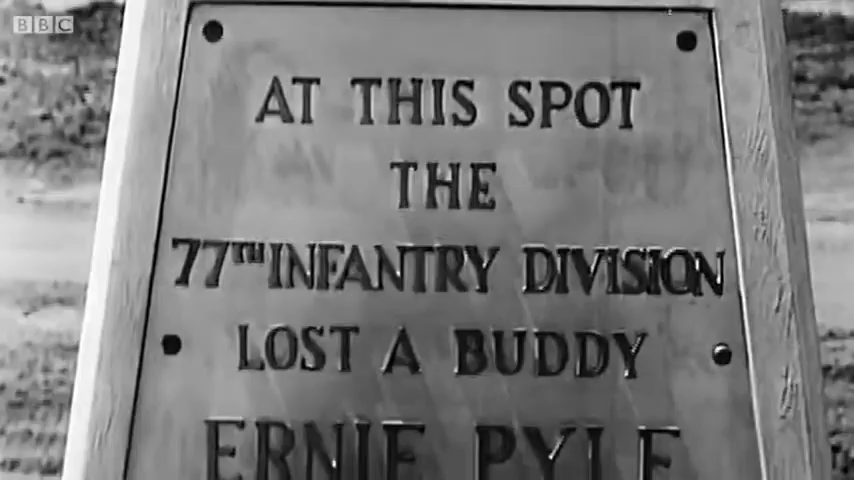 BBC
AT THIS SPOT
THE
77TH INFANTRY DIVISION
LOST A BUDDY
ERNIE PYLE